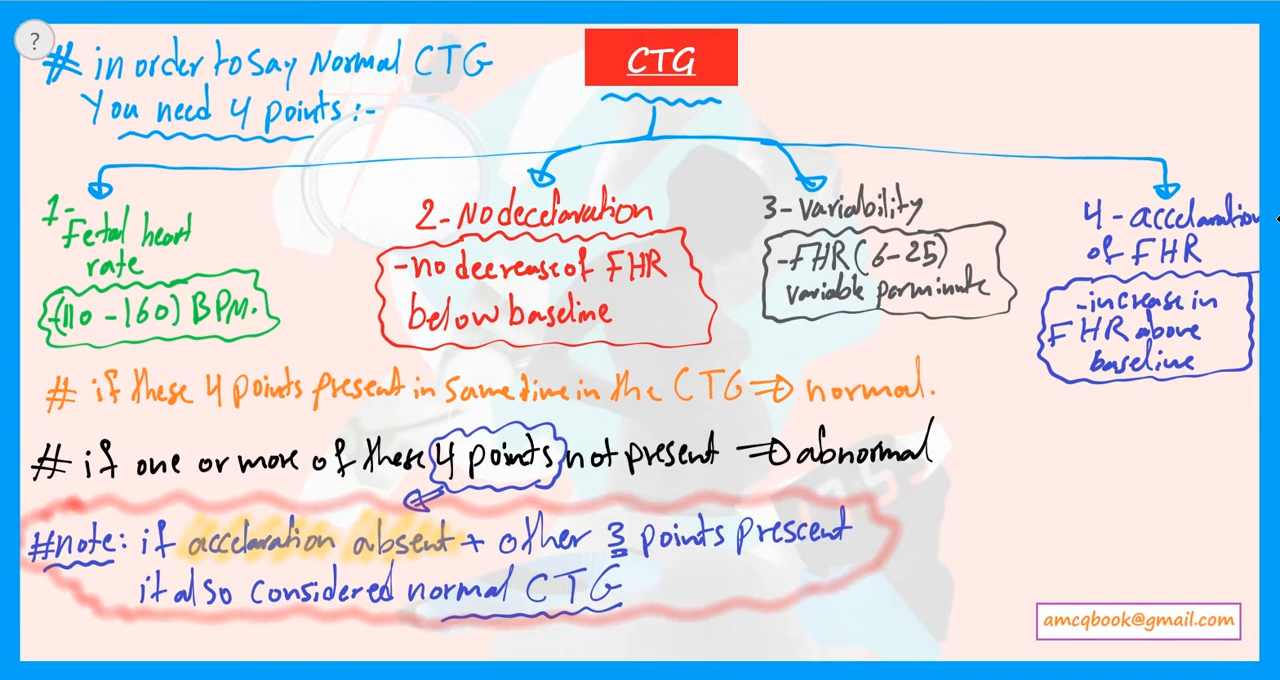 ?
CTG
# in order to say Normal CTG
You need 4 points :-
1-
Fetal heart
rate
-(110 - 160) BPM.
2- No decelaration
- no decrease of FHR
below baseline
3- Variability
- FHR (6-25)
variable perminute
4- accelaration
of FHR
- increase in
FHR above
baseline
# if these 4 points present in same time in the CTG ⇒ normal.
# if one or more of these 4 points not present ⇒ abnormal
#note: if accelaration absent + other 3 points prescent
it also considered normal CTG
amcqbook@gmail.com